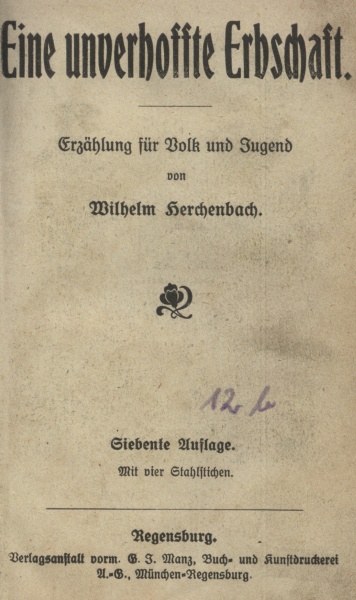 Eine unverhoffte Erbschaft.
Erzählung für Volk und Jugend
von
Wilhelm Herchenbach.
Siebente Auflage.
Mit vier Stahlstichen.
Regensburg.
Verlagsanstalt vorm. G. J. Manz, Buch- und Kunstdruckerei
A.-G., München-Regensburg.